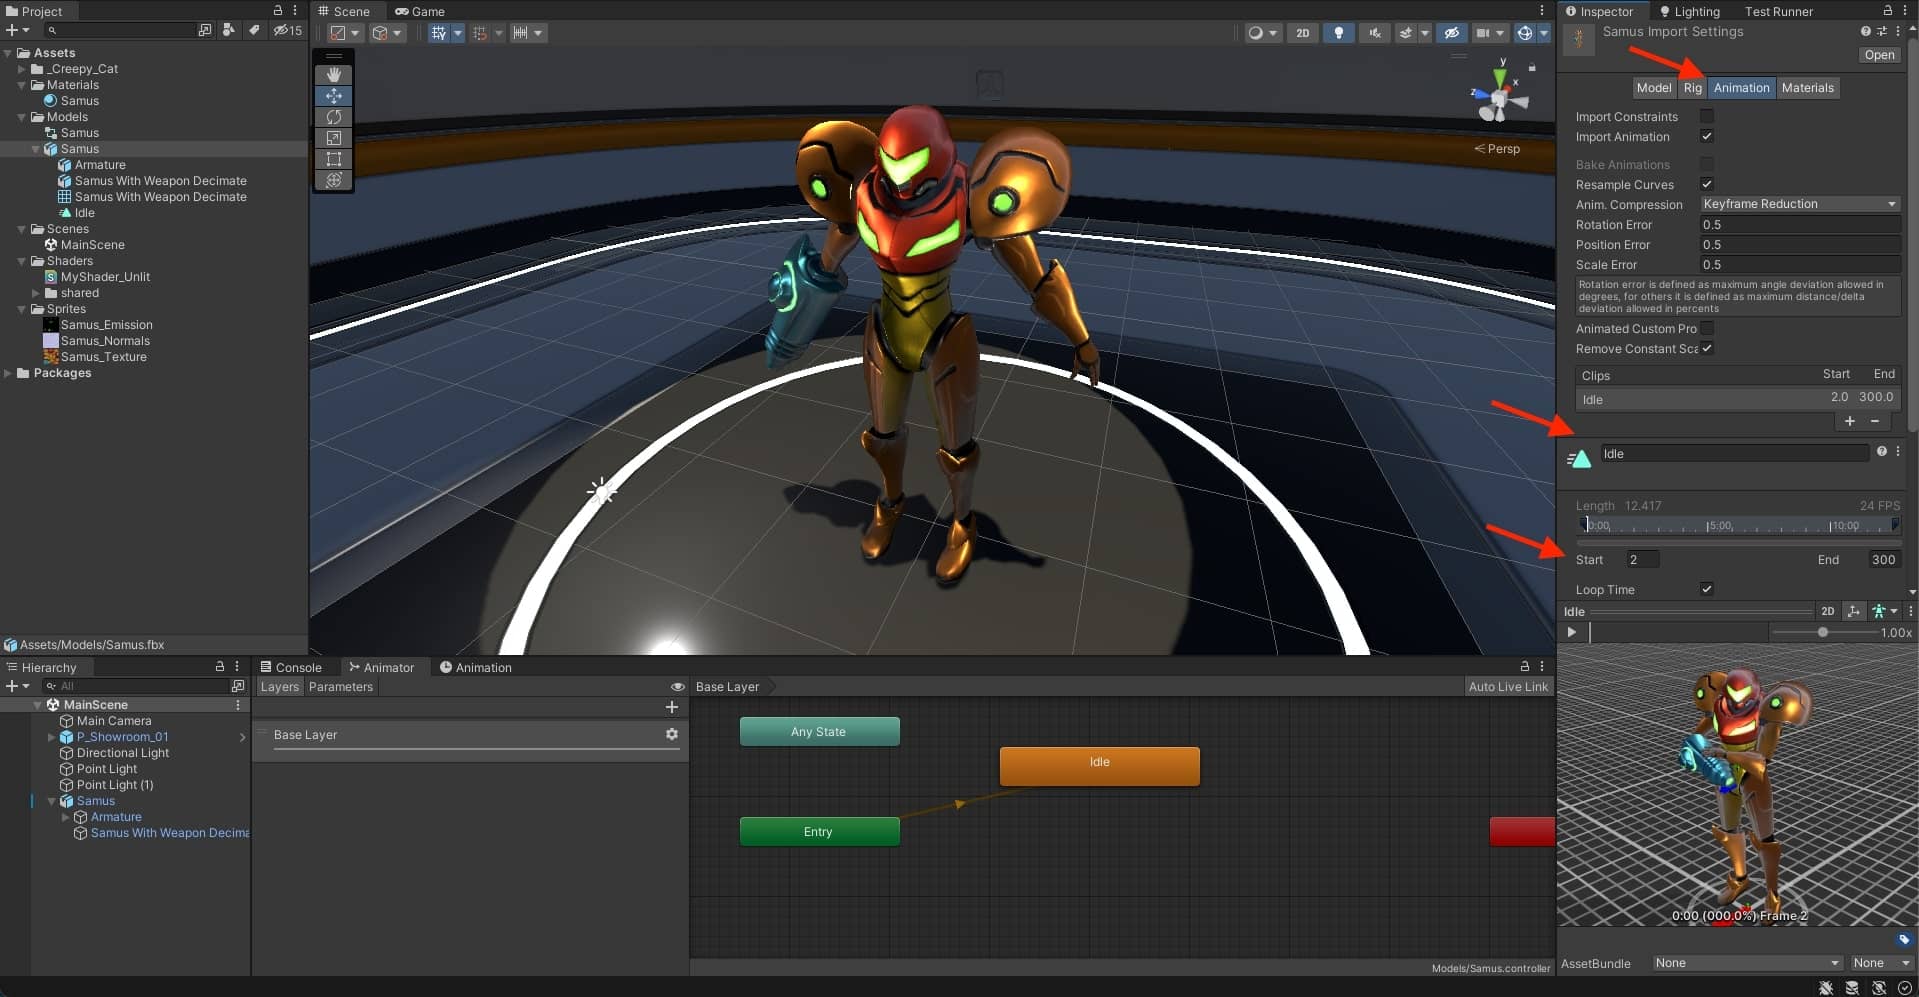 Project
15
Assets
_Creepy_Cat
Materials
Samus
Models
Samus
Samus
Armature
Samus With Weapon Decimate
Samus With Weapon Decimate
Idle
Scenes
MainScene
Shaders
MyShader_Unlit
shared
Sprites
Samus_Emission
Samus_Normals
Samus_Texture
Packages
Assets/Models/Samus.fbx
Scene Game
2D
y
x
z
Persp
Inspector Lighting Test Runner
Samus Import Settings
Open
Model Rig Animation Materials
Import Constraints
Import Animation
Bake Animations
Resample Curves
Anim. Compression Keyframe Reduction
Rotation Error 0.5
Position Error 0.5
Scale Error 0.5
Rotation error is defined as maximum angle deviation allowed in
degrees, for others it is defined as maximum distance/delta
deviation allowed in percents
Animated Custom Pro
Remove Constant Sca
Clips Start End
Idle 2.0 300.0
+ −
Idle
Length 12.417 24 FPS
0:00 5:00 10:00
Start 2 End 300
Loop Time
Idle 2D
1.00x
0:00 (000.0%) Frame 2
AssetBundle None None
Hierarchy
All
MainScene
Main Camera
P_Showroom_01
Directional Light
Point Light
Point Light (1)
Samus
Armature
Samus With Weapon Decima
Console Animator Animation
Layers Parameters
Base Layer
Auto Live Link
Base Layer
Any State
Idle
Entry
Models/Samus.controller